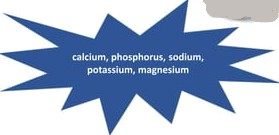 calcium, phosphorus, sodium,
potassium, magnesium